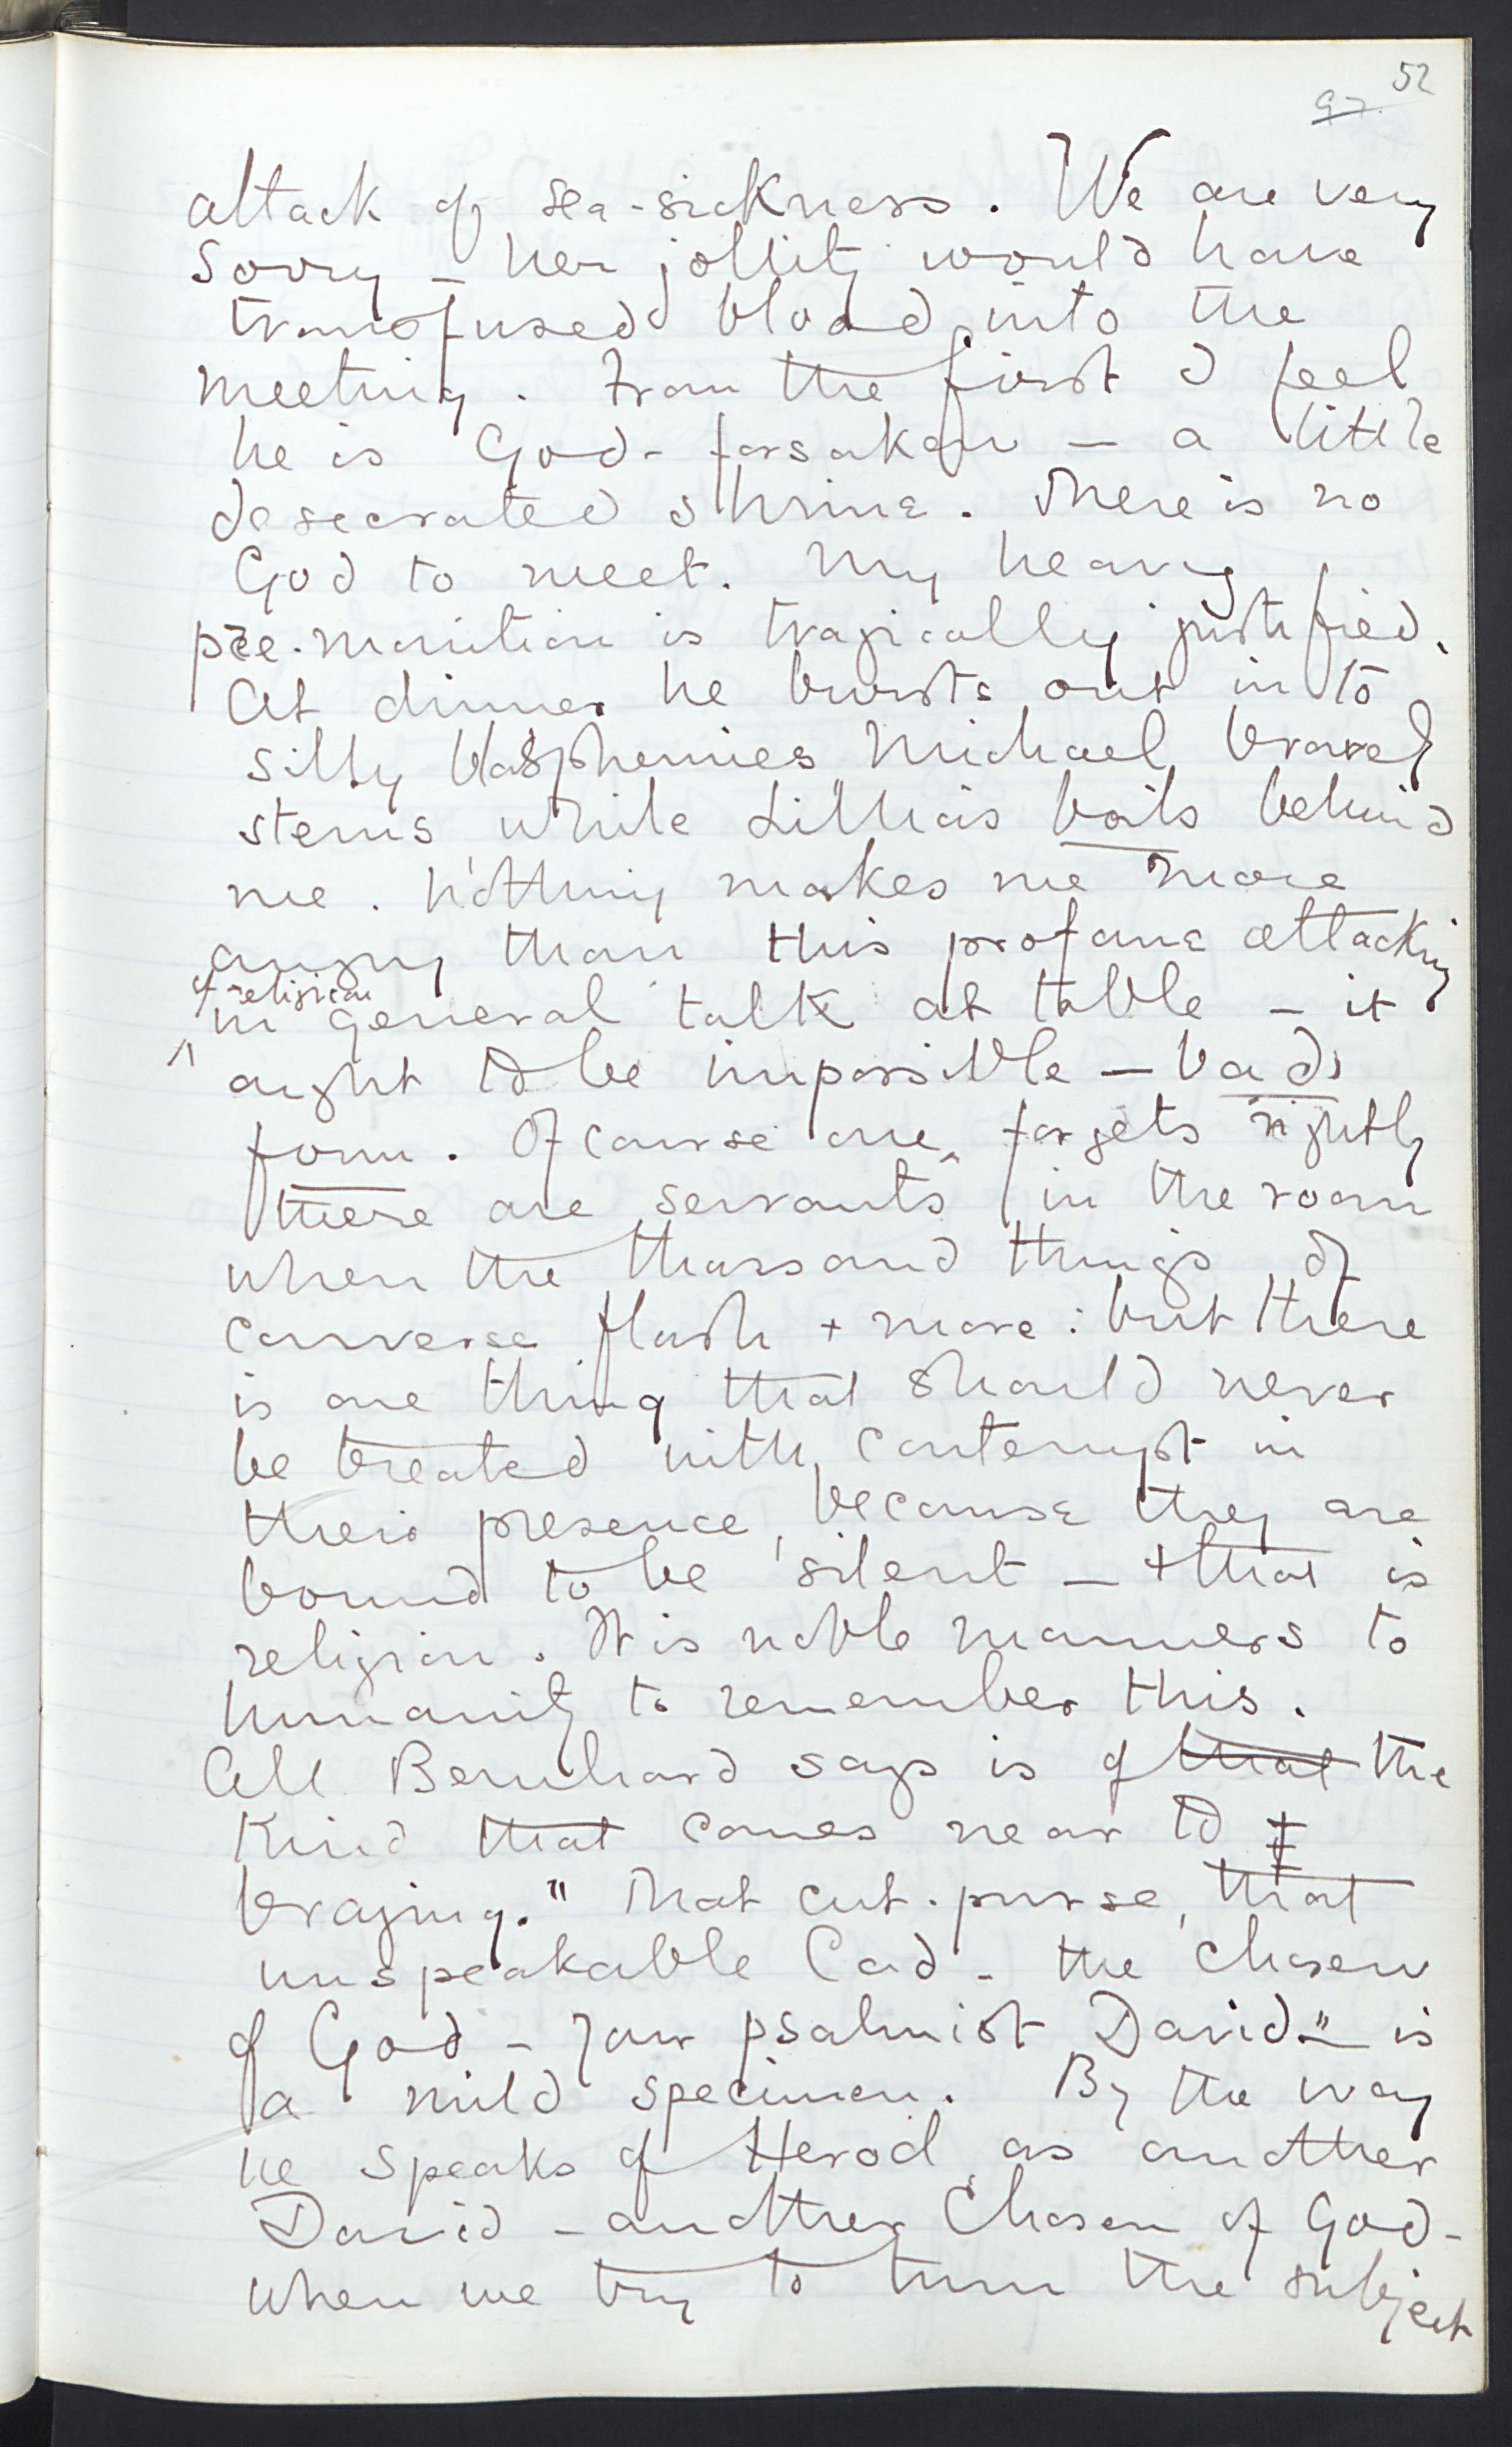 52
97.
attack of sea-sickness. We are very
sorry - her jollity would have
transfused blood into the
meeting. From the first I feel
he is God-forsaken - a little
desecrated shrine. There is no
God to meet. My heavy
pre-monition is tragically justified.
At dinner he bursts out in to
silly blasphemies Michael bravely
stems while Lillhais boils behind
me. Nothing makes me more
angry than this profane attacking
of religion
in general talk at table - it
ought to be impossible - bad
form. Of course one forgets rightly
there are servants in the room
when the thousand things of
converse flash + move : but there
is one thing that should never
be treated with contempt in
their presence, because they are
bound to be silent - + that is
religion. It is noble manners to
humanity to remember this.
All Bernhard says is of that the
kind that comes near to
braying." That cut-purse, that
unspeakable Cad - the chosen
of God - your psalmist David" - is
a mild specimen. By the way
he speaks of Herod as another
David - another Chosen of God -
when we try to turn the subject